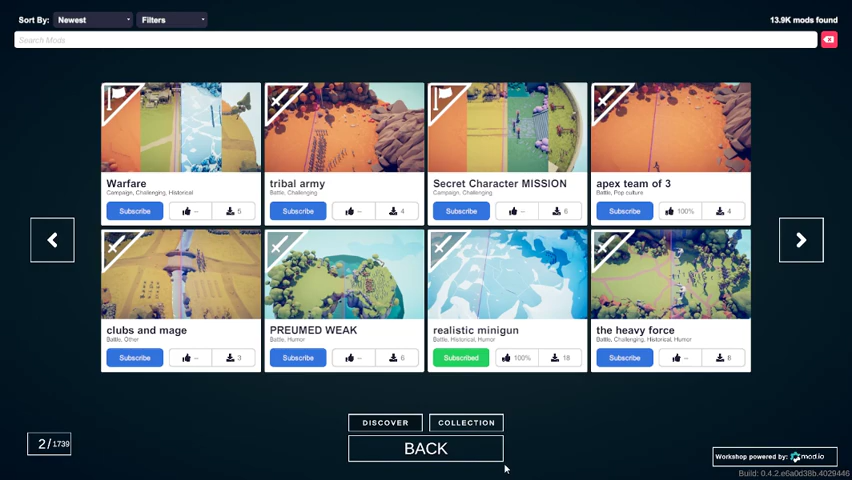 Sort By: Newest Filters 13.9K mods found
Search Mods
Warfare
Campaign, Challenging, Historical
Subscribe -- 5
tribal army
Battle, Challenging
Subscribe -- 4
Secret Character MISSION
Campaign, Challenging
Subscribe -- 6
apex team of 3
Battle, Pop culture
Subscribe 100% 4
clubs and mage
Battle, Other
Subscribe -- 3
PREUMED WEAK
Battle, Humor
Subscribe -- 6
realistic minigun
Battle, Historical, Humor
Subscribed 100% 18
the heavy force
Battle, Challenging, Historical, Humor
Subscribe -- 8
DISCOVER COLLECTION
2/1739 BACK
Workshop powered by: mod.io
Build: 0.4.2.e6a0d38b.4029446